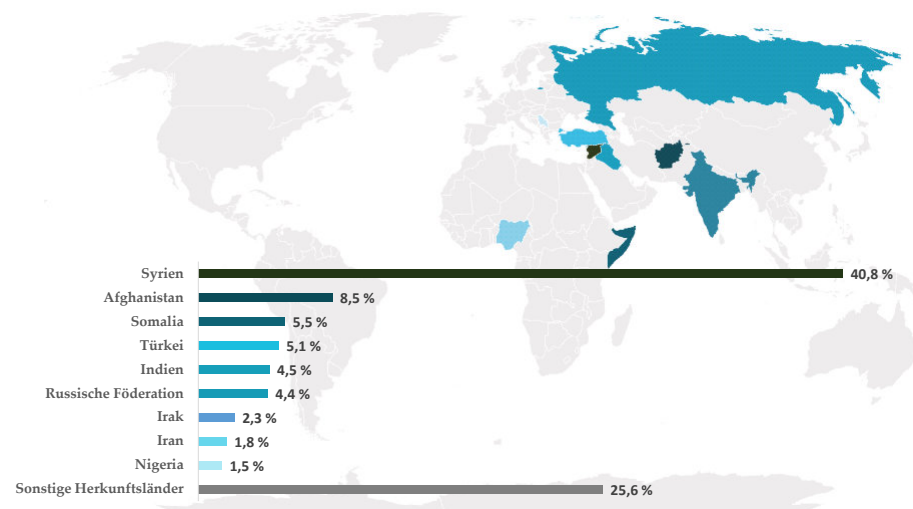 Syrien 40,8 %
Afghanistan 8,5 %
Somalia 5,5 %
Türkei 5,1 %
Indien 4,5 %
Russische Föderation 4,4 %
Irak 2,3 %
Iran 1,8 %
Nigeria 1,5 %
Sonstige Herkunftsländer 25,6 %